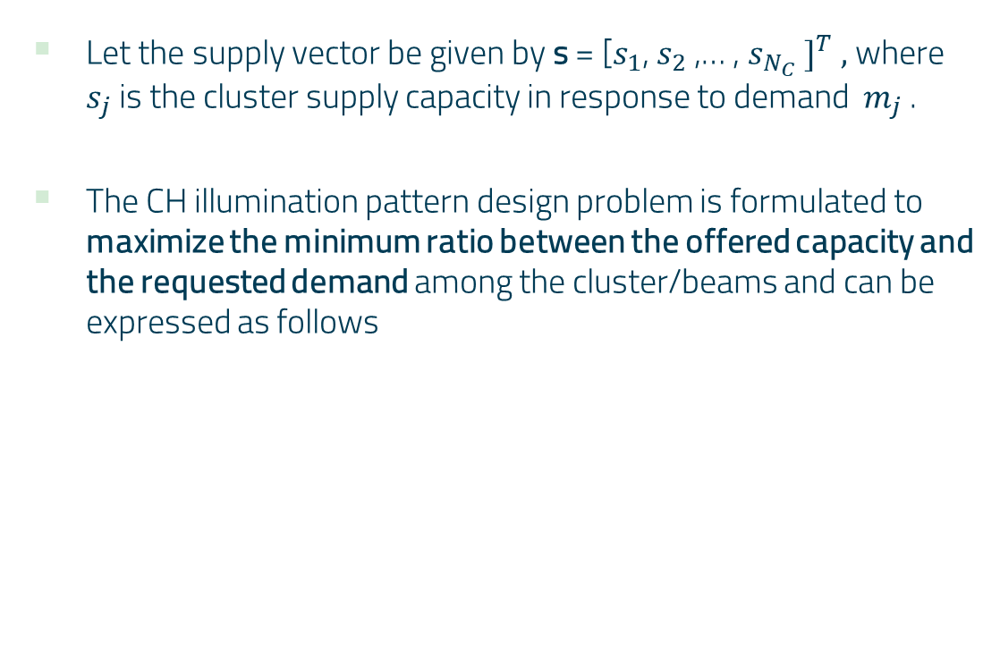 Let the supply vector be given by s = [s₁, s₂ ,… , s_{N_C} ]ᵀ , where
s_j is the cluster supply capacity in response to demand m_j .
The CH illumination pattern design problem is formulated to
maximize the minimum ratio between the offered capacity and
the requested demand among the cluster/beams and can be
expressed as follows